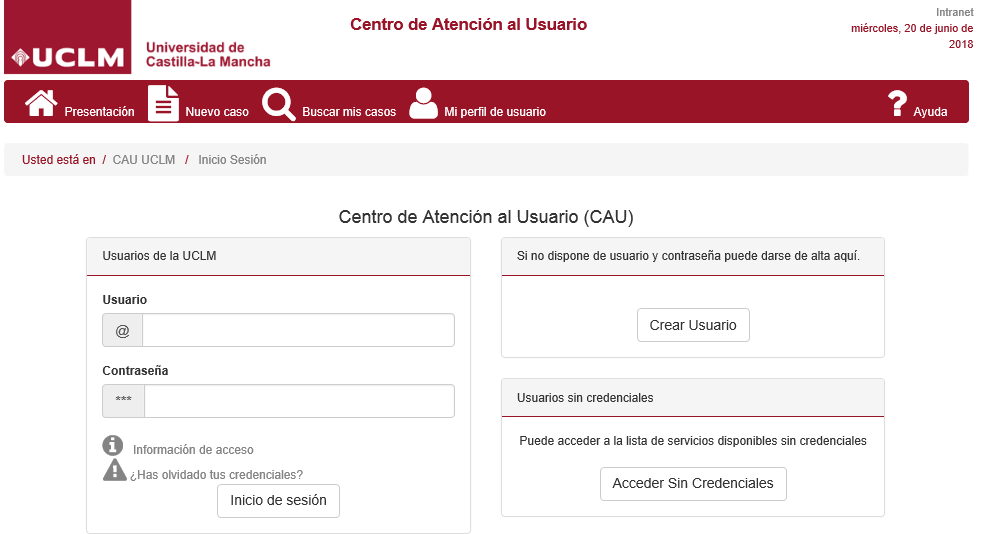 Centro de Atención al Usuario
Intranet
miércoles, 20 de junio de
2018
UCLM
Universidad de
Castilla-La Mancha
Presentación
Nuevo caso
Buscar mis casos
Mi perfil de usuario
? Ayuda
Usted está en / CAU UCLM / Inicio Sesión
Centro de Atención al Usuario (CAU)
Usuarios de la UCLM
Usuario
@
Contraseña
***
Información de acceso
¿Has olvidado tus credenciales?
Inicio de sesión
Si no dispone de usuario y contraseña puede darse de alta aquí.
Crear Usuario
Usuarios sin credenciales
Puede acceder a la lista de servicios disponibles sin credenciales
Acceder Sin Credenciales